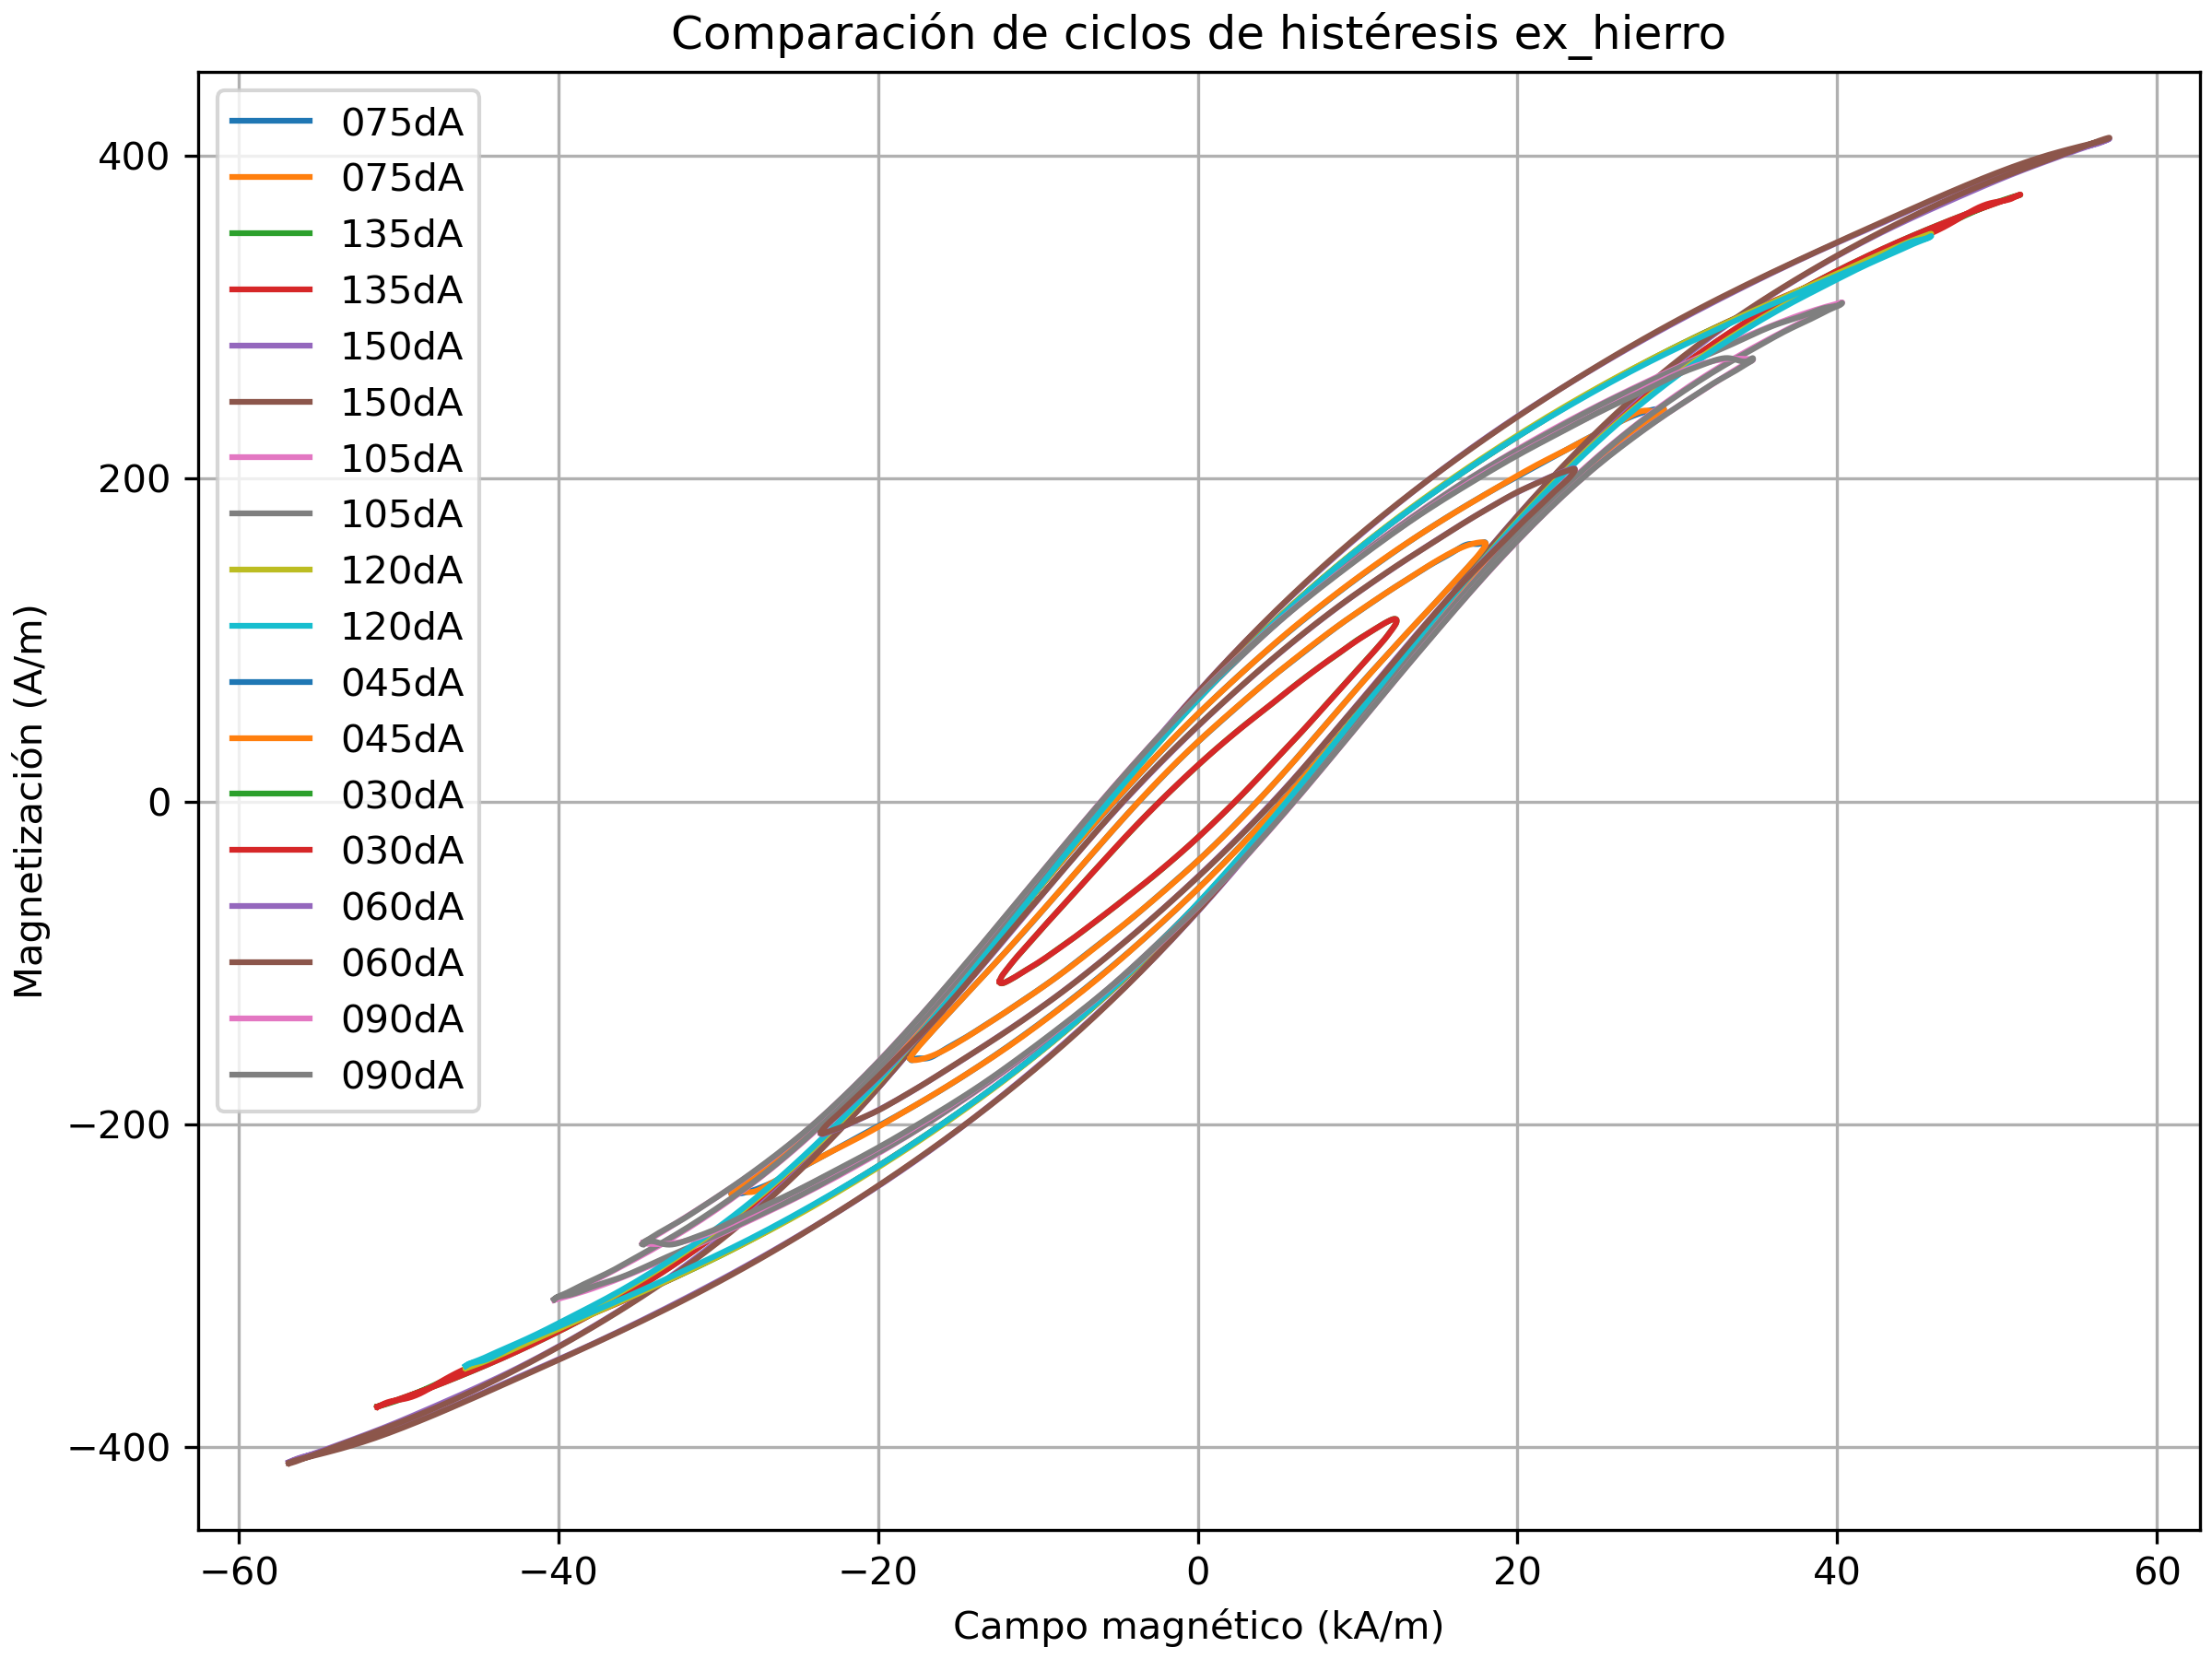 Comparación de ciclos de histéresis ex_hierro
075dA
075dA
135dA
135dA
150dA
150dA
105dA
105dA
120dA
120dA
045dA
045dA
030dA
030dA
060dA
060dA
090dA
090dA
400
200
0
−200
−400
Magnetización (A/m)
−60 −40 −20 0 20 40 60
Campo magnético (kA/m)